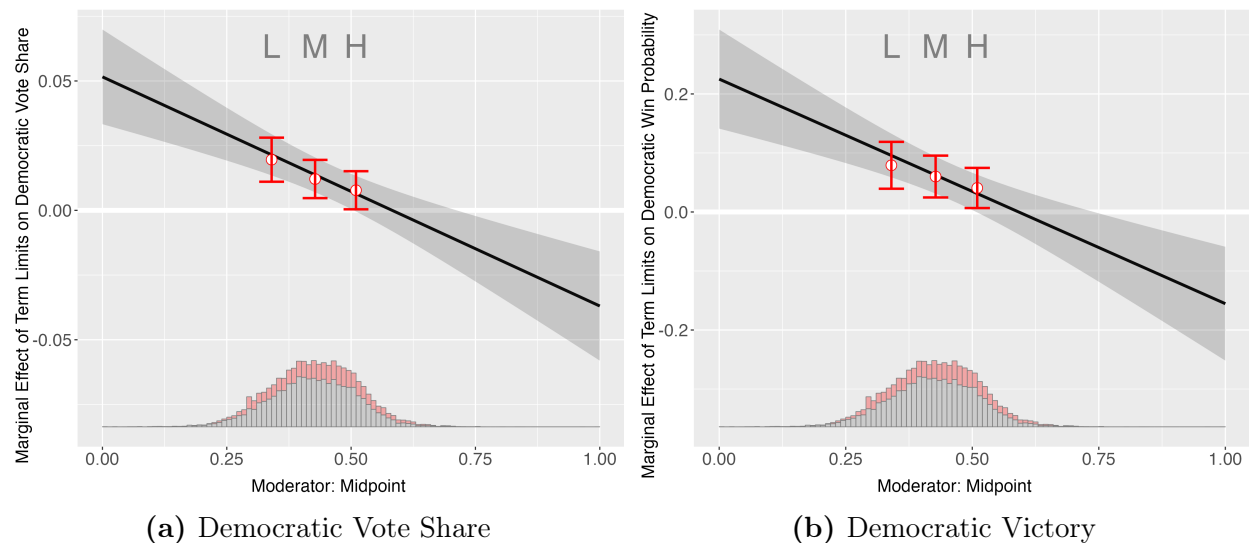 Marginal Effect of Term Limits on Democratic Vote Share
L M H
0.05
0.00
-0.05
0.00 0.25 0.50 0.75 1.00
Moderator: Midpoint
(a) Democratic Vote Share
Marginal Effect of Term Limits on Democratic Win Probability
L M H
0.2
0.0
-0.2
0.00 0.25 0.50 0.75 1.00
Moderator: Midpoint
(b) Democratic Victory